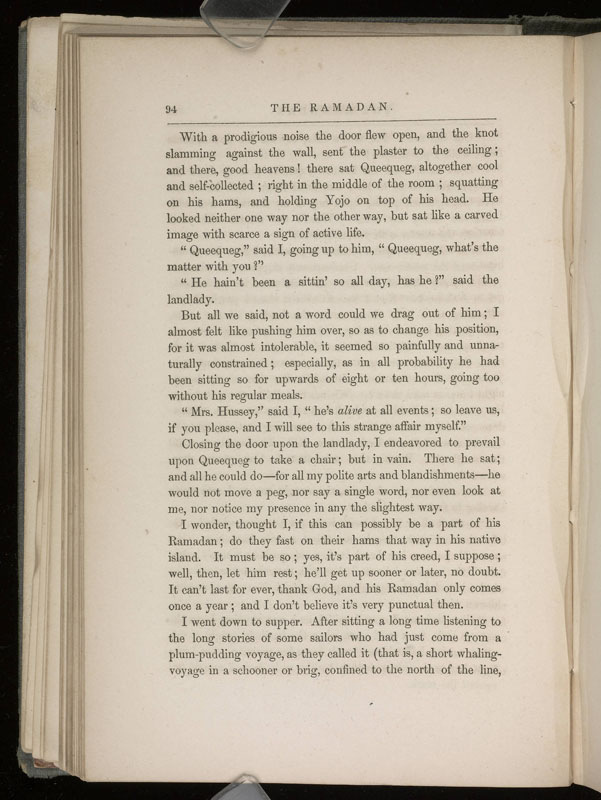 94 THE RAMADAN.
With a prodigious noise the door flew open, and the knot
slamming against the wall, sent the plaster to the ceiling;
and there, good heavens! there sat Queequeg, altogether cool
and self-collected; right in the middle of the room; squatting
on his hams, and holding Yojo on top of his head. He
looked neither one way nor the other way, but sat like a carved
image with scarce a sign of active life.
"Queequeg," said I, going up to him, "Queequeg, what's the
matter with you?"
"He hain't been a sittin' so all day, has he?" said the
landlady.
But all we said, not a word could we drag out of him; I
almost felt like pushing him over, so as to change his position,
for it was almost intolerable, it seemed so painfully and unna-
turally constrained; especially, as in all probability he had
been sitting so for upwards of eight or ten hours, going too
without his regular meals.
"Mrs. Hussey," said I, "he's alive at all events; so leave us,
if you please, and I will see to this strange affair myself."
Closing the door upon the landlady, I endeavored to prevail
upon Queequeg to take a chair; but in vain. There he sat;
and all he could do—for all my polite arts and blandishments—he
would not move a peg, nor say a single word, nor even look at
me, nor notice my presence in any the slightest way.
I wonder, thought I, if this can possibly be a part of his
Ramadan; do they fast on their hams that way in his native
island. It must be so; yes, it's part of his creed, I suppose;
well, then, let him rest; he'll get up sooner or later, no doubt.
It can't last for ever, thank God, and his Ramadan only comes
once a year; and I don't believe it's very punctual then.
I went down to supper. After sitting a long time listening to
the long stories of some sailors who had just come from a
plum-pudding voyage, as they called it (that is, a short whaling-
voyage in a schooner or brig, confined to the north of the line,